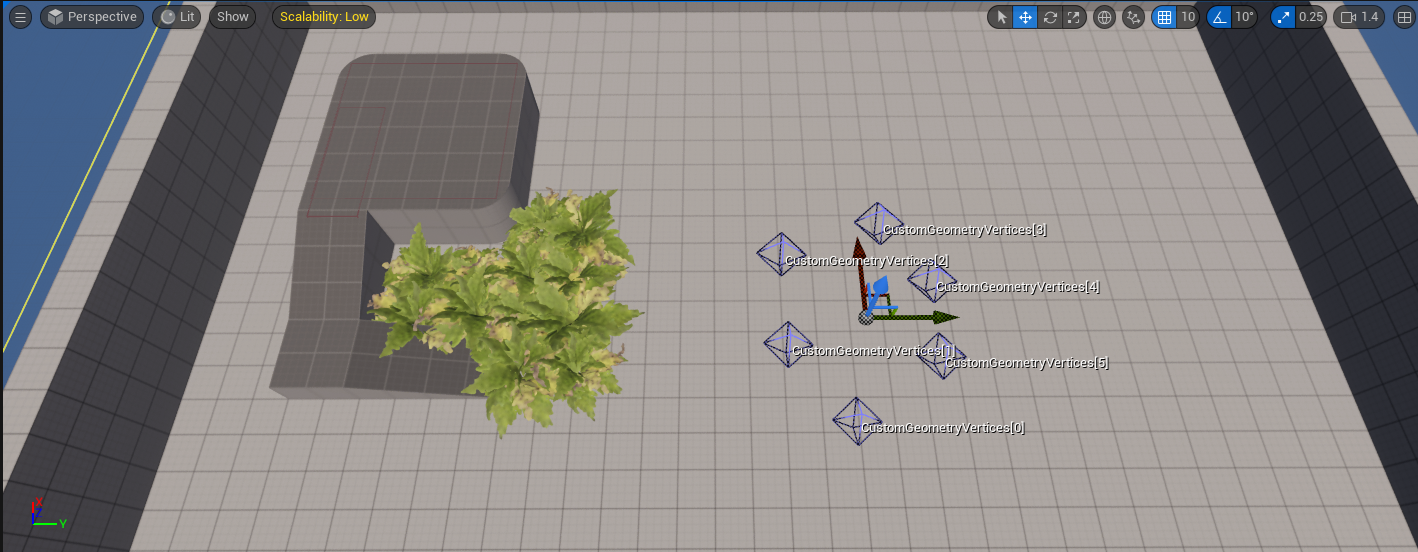 Perspective
Lit
Show
Scalability: Low
10
10°
0.25
1.4
CustomGeometryVertices[3]
CustomGeometryVertices[2]
CustomGeometryVertices[4]
CustomGeometryVertices[1]
CustomGeometryVertices[5]
CustomGeometryVertices[0]
X
Y